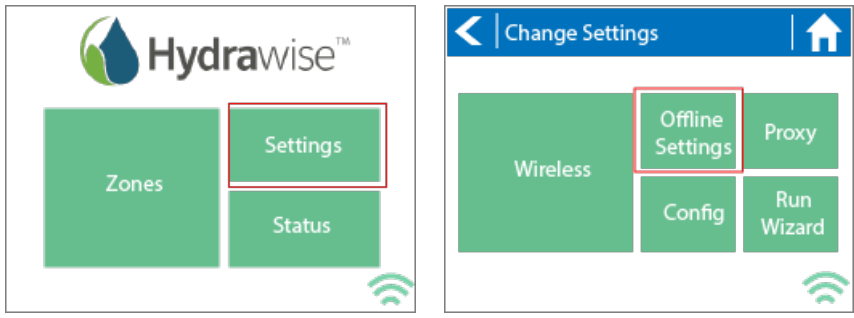 Hydrawise™
Zones
Settings
Status
Change Settings
Wireless
Offline
Settings
Proxy
Config
Run
Wizard